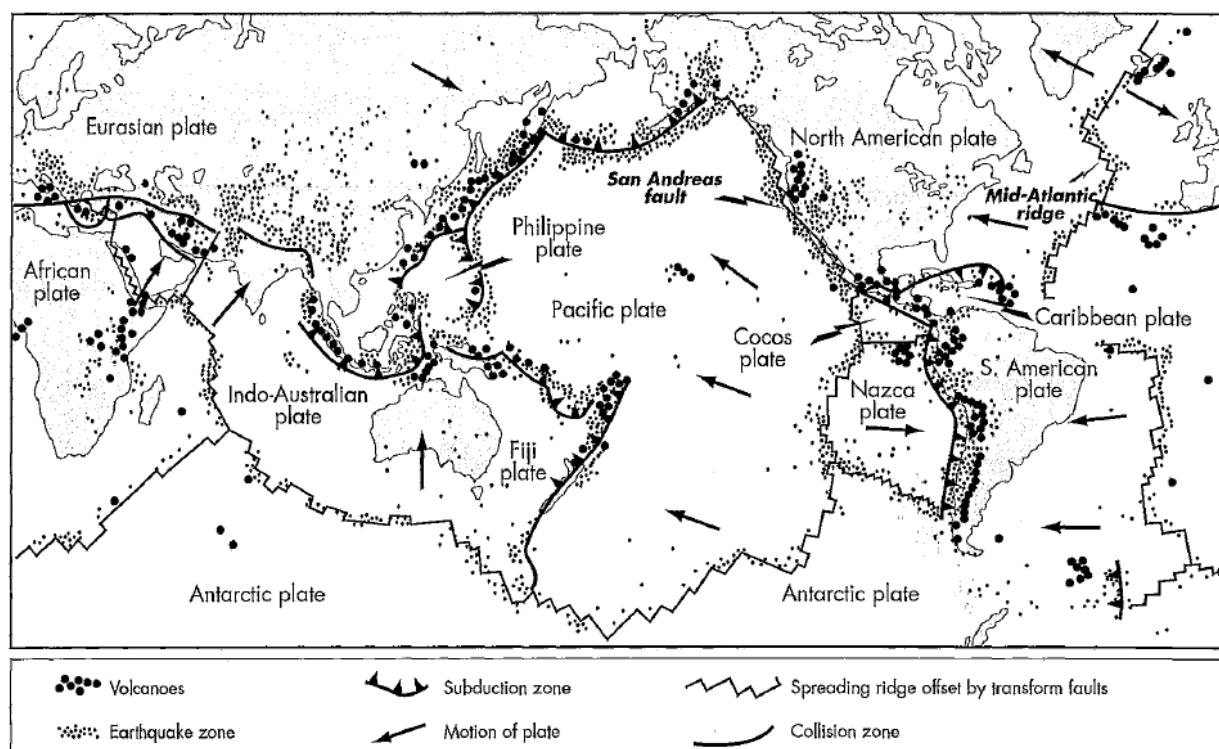 Eurasian plate
North American plate
San Andreas
fault
Mid-Atlantic
ridge
Philippine
plate
African
plate
Pacific plate
Caribbean plate
Cocos
plate
S. American
plate
Indo-Australian
plate
Nazca
plate
Fiji
plate
Antarctic plate
Antarctic plate
Volcanoes
Subduction zone
Spreading ridge offset by transform faults
Earthquake zone
Motion of plate
Collision zone